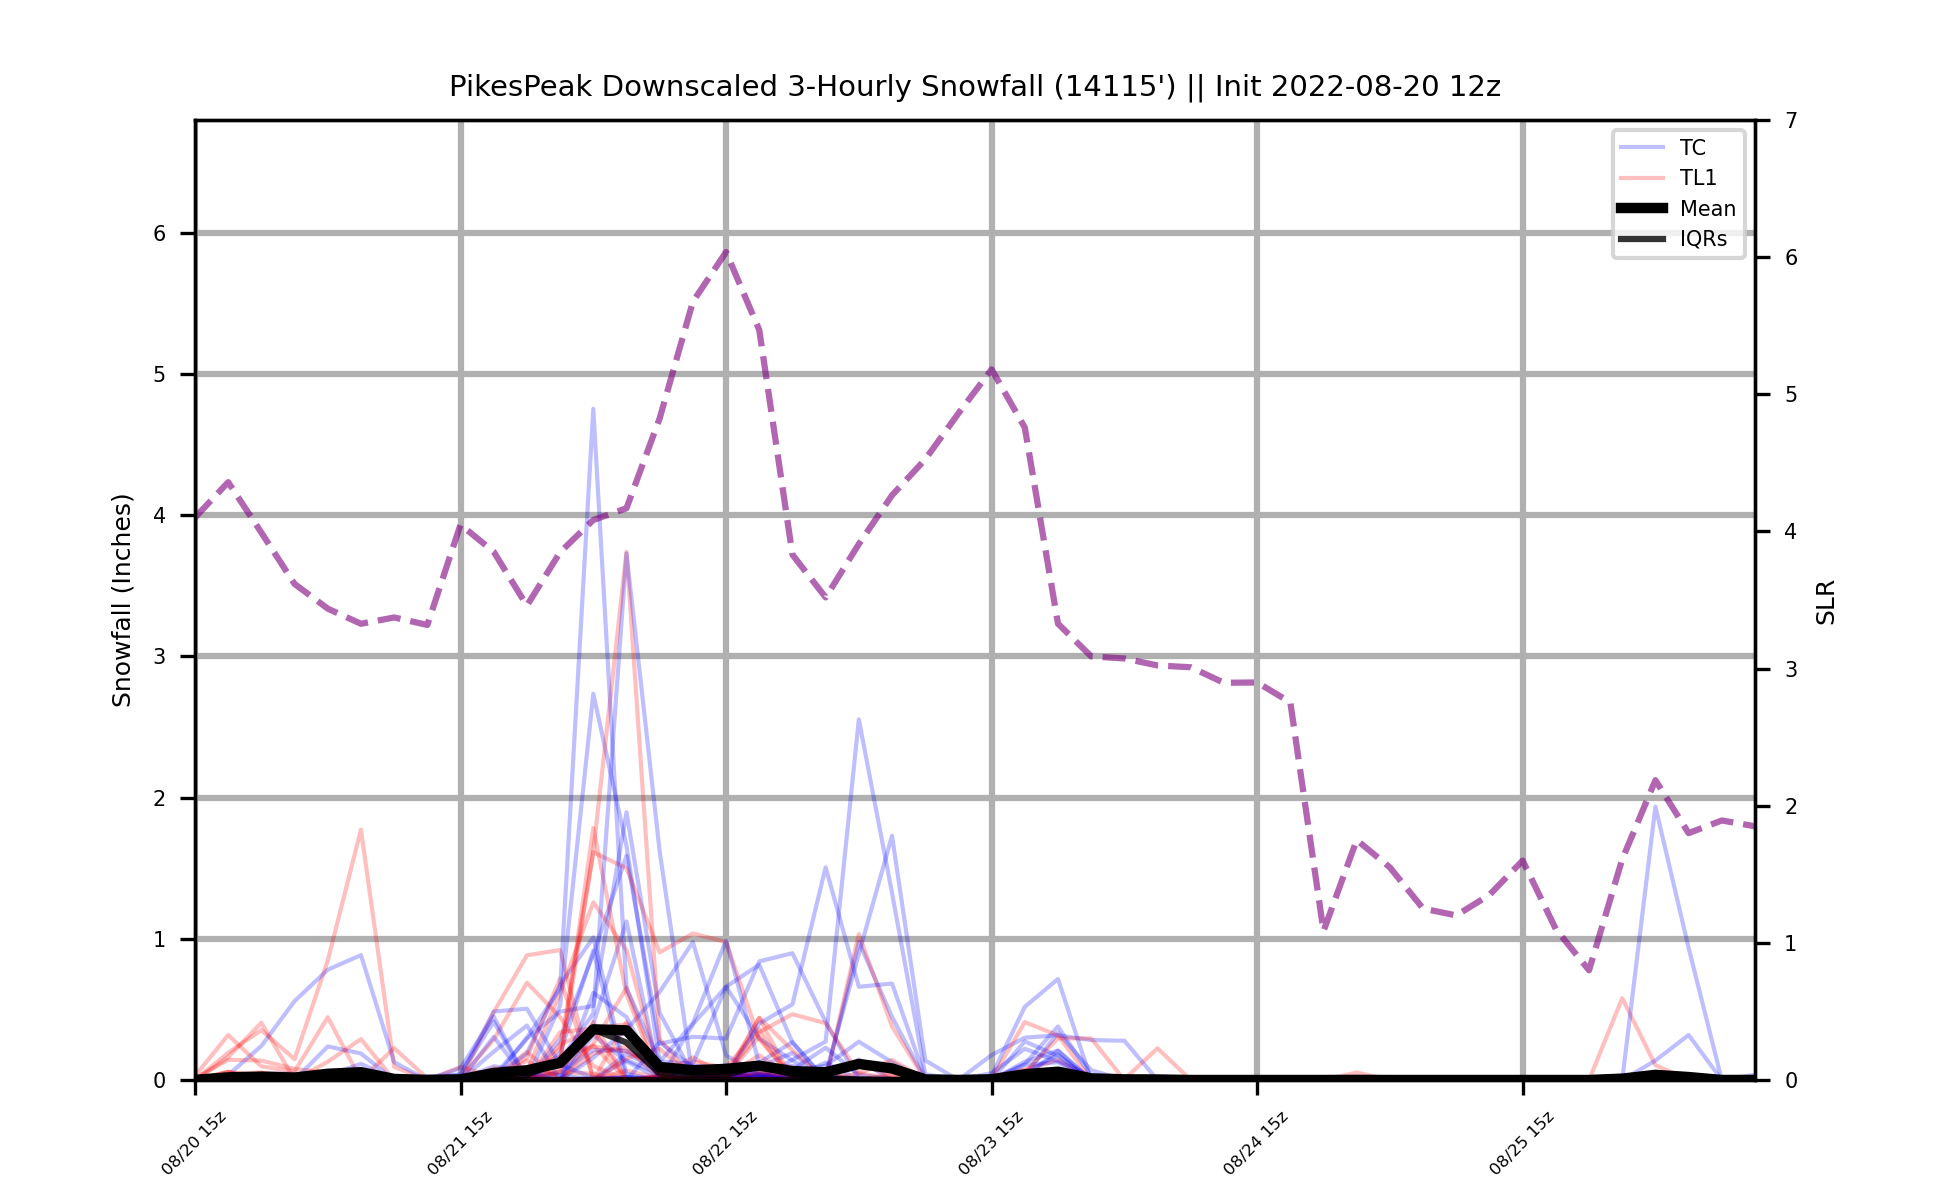 PikesPeak Downscaled 3-Hourly Snowfall (14115') || Init 2022-08-20 12z
TC
TL1
Mean
IQRs
Snowfall (Inches)
6
5
4
3
2
1
0
SLR
7
6
5
4
3
2
1
0
08/20 15z
08/21 15z
08/22 15z
08/23 15z
08/24 15z
08/25 15z